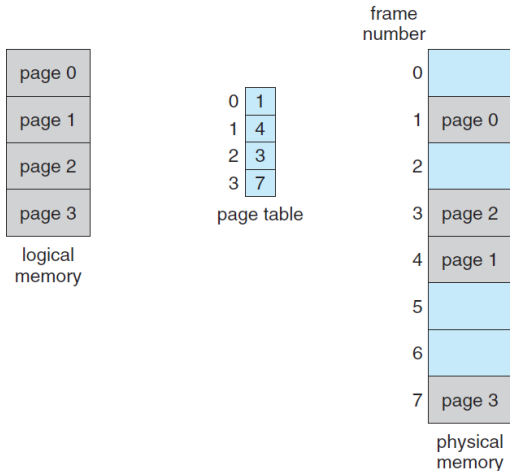 page 0
page 1
page 2
page 3
logical
memory
0 1
1 4
2 3
3 7
page table
frame
number
0
1 page 0
2
3 page 2
4 page 1
5
6
7 page 3
physical
memory